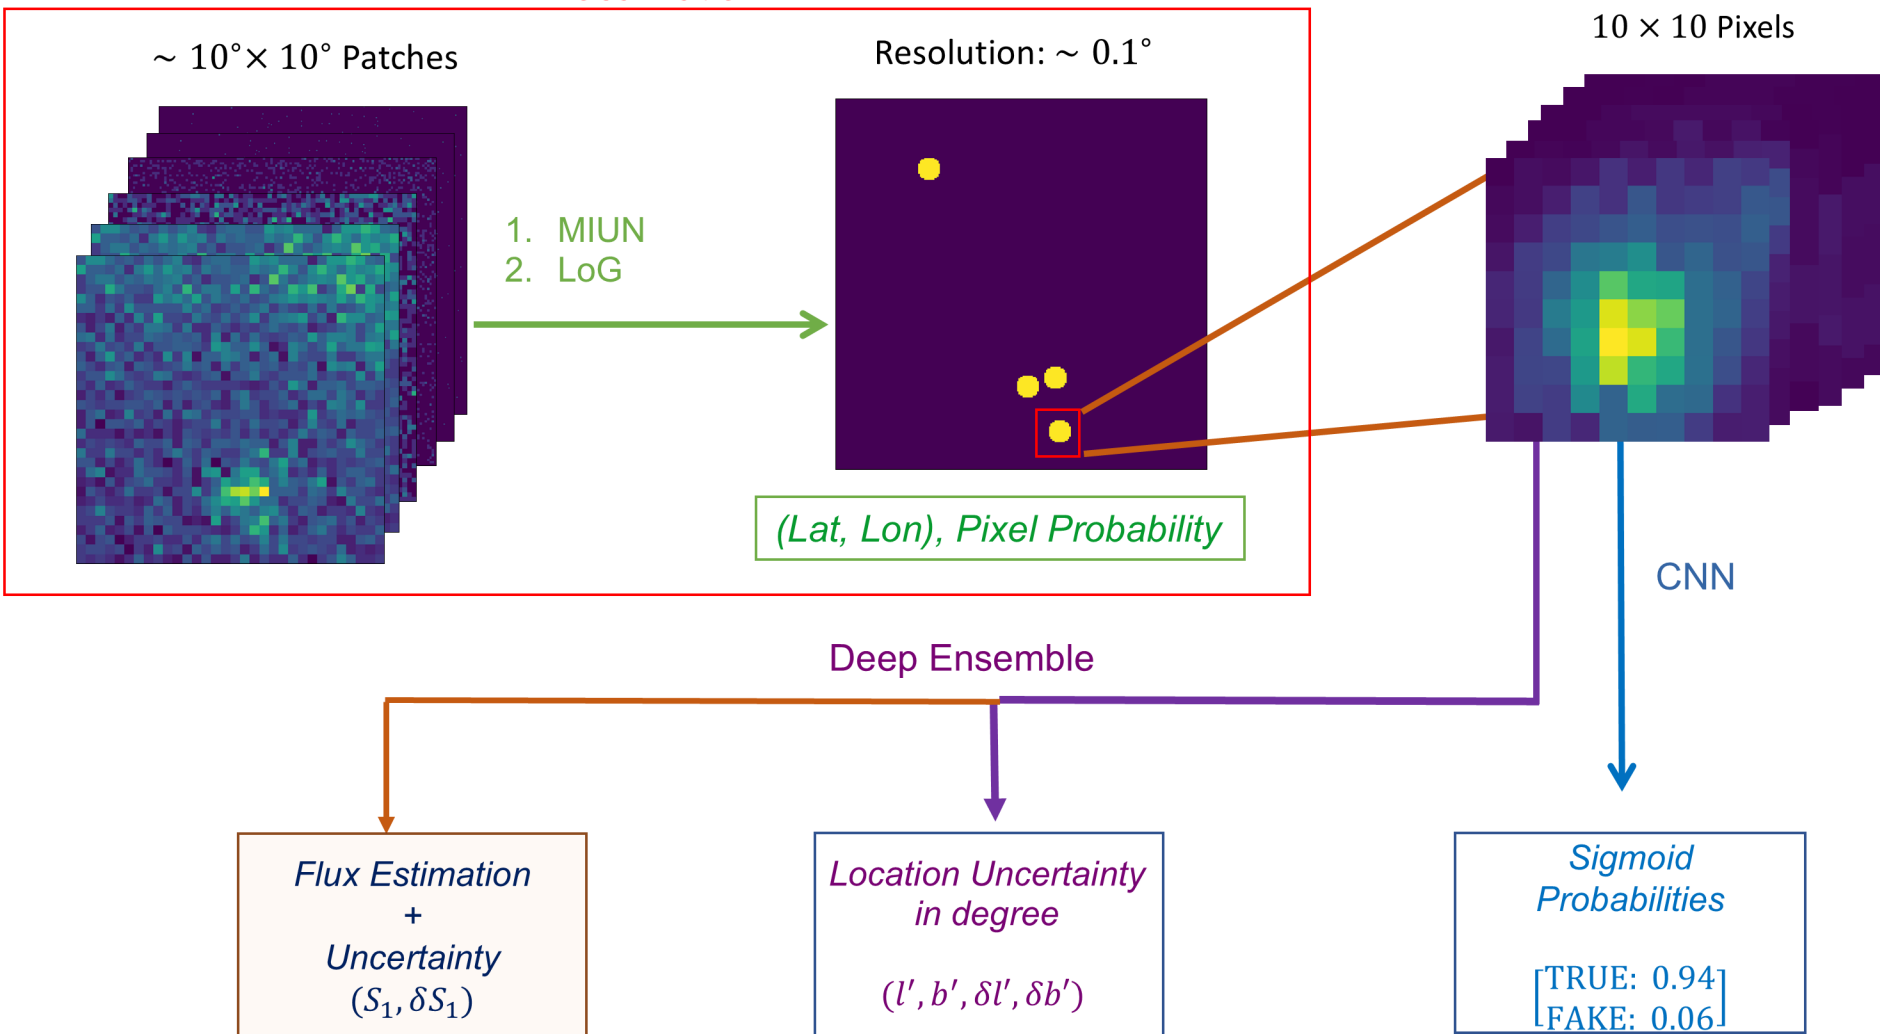 ~ 10°× 10° Patches
Resolution: ~ 0.1°
10 × 10 Pixels
1. MIUN
2. LoG
(Lat, Lon), Pixel Probability
CNN
Deep Ensemble
Flux Estimation
+
Uncertainty
(S₁, δS₁)
Location Uncertainty
in degree
(l′, b′, δl′, δb′)
Sigmoid
Probabilities
[TRUE: 0.94]
[FAKE: 0.06]